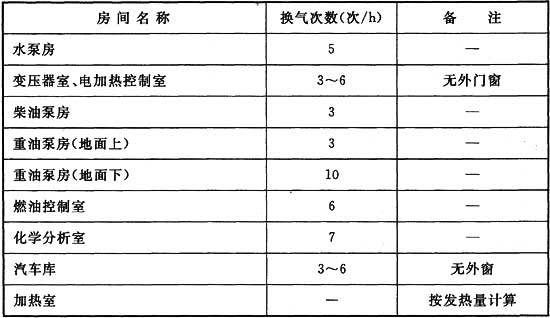 房间名称 换气次数(次/h) 备 注
水泵房 5 —
变压器室、电加热控制室 3～6 无外门窗
柴油泵房 3 —
重油泵房(地面上) 3 —
重油泵房(地面下) 10 —
燃油控制室 6 —
化学分析室 7 —
汽车库 3～6 无外窗
加热室 — 按发热量计算